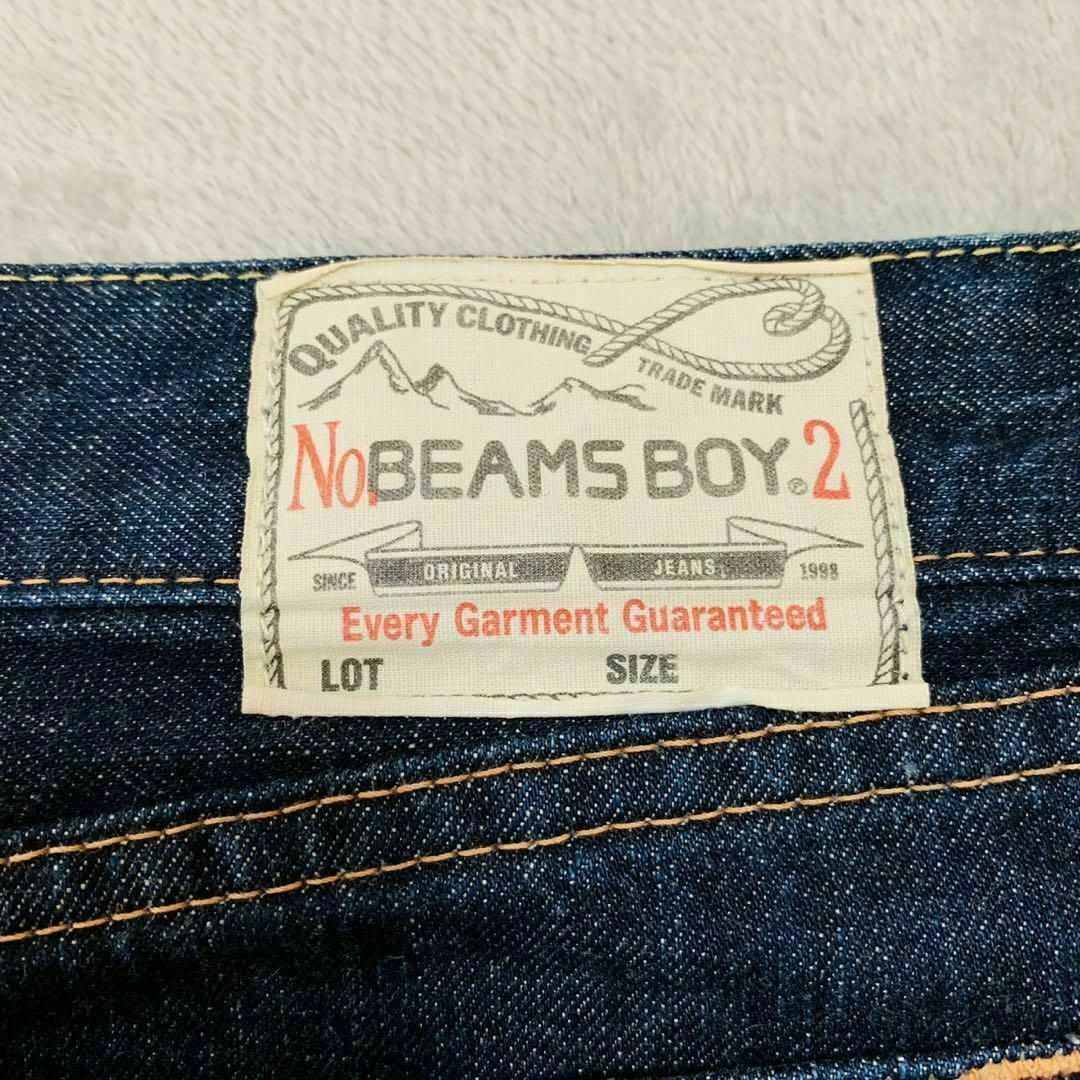 QUALITY CLOTHING
TRADE MARK
No. BEAMS BOY® 2
SINCE ORIGINAL JEANS 1998
Every Garment Guaranteed
LOT SIZE